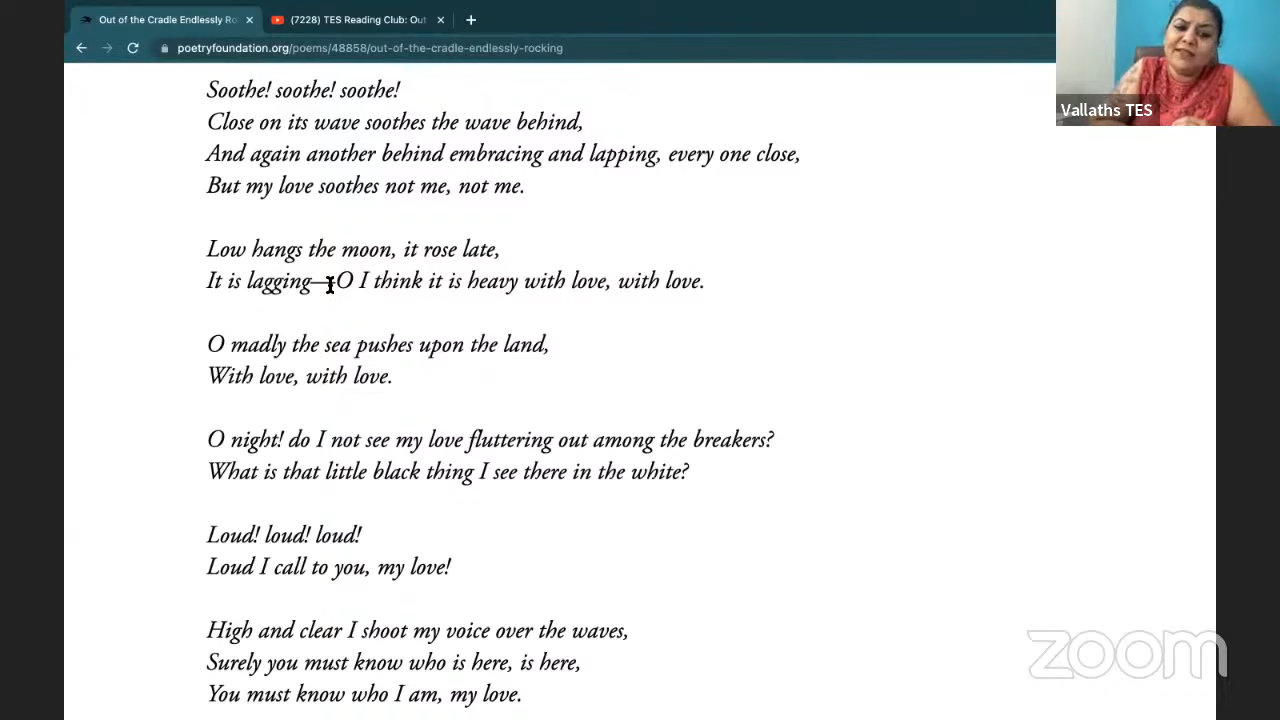 Out of the Cradle Endlessly Ro
(7228) TES Reading Club: Out
poetryfoundation.org/poems/48858/out-of-the-cradle-endlessly-rocking
Vallaths TES
Soothe! soothe! soothe!
Close on its wave soothes the wave behind,
And again another behind embracing and lapping, every one close,
But my love soothes not me, not me.
Low hangs the moon, it rose late,
It is lagging—O I think it is heavy with love, with love.
O madly the sea pushes upon the land,
With love, with love.
O night! do I not see my love fluttering out among the breakers?
What is that little black thing I see there in the white?
Loud! loud! loud!
Loud I call to you, my love!
High and clear I shoot my voice over the waves,
Surely you must know who is here, is here,
You must know who I am, my love.
zoom